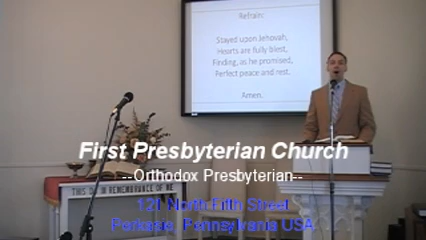 Refrain:
Stayed upon Jehovah,
Hearts are fully blest,
Finding, as he promised,
Perfect peace and rest.
Amen.
First Presbyterian Church
--Orthodox Presbyterian--
THIS DO IN REMEMBRANCE OF ME
121 North Fifth Street
Perkasie, Pennsylvania USA